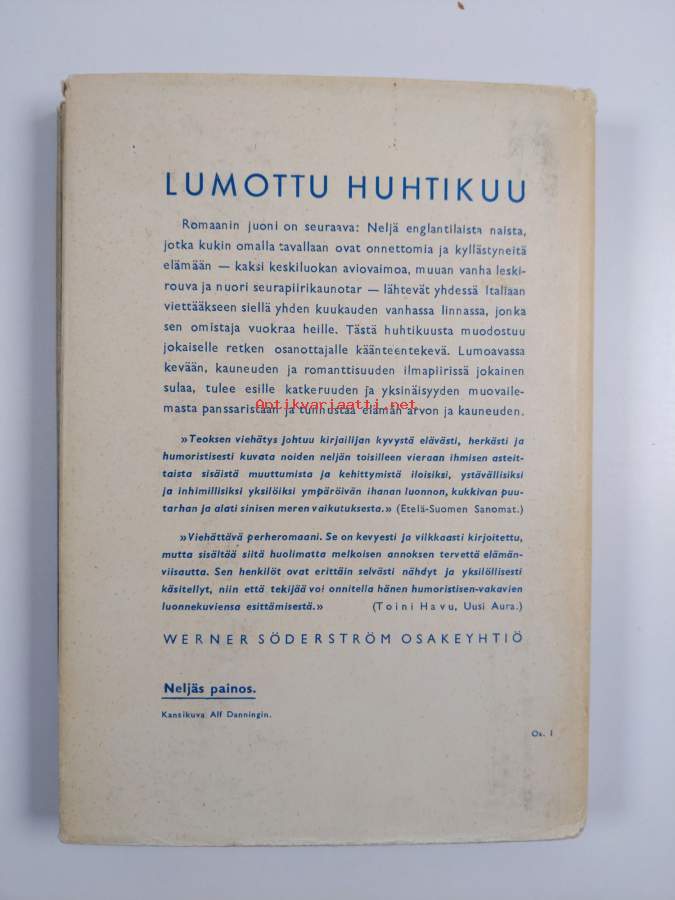 LUMOTTU HUHTIKUU
Romaanin juoni on seuraava: Neljä englantilaista naista,
jotka kukin omalla tavallaan ovat onnettomia ja kyllästyneitä
elämään — kaksi keskiluokan aviovaimoa, muuan vanha leski-
rouva ja nuori seurapiirikaunotar — lähtevät yhdessä Italiaan
viettääkseen siellä yhden kuukauden vanhassa linnassa, jonka
sen omistaja vuokraa heille. Tästä huhtikuusta muodostuu
jokaiselle retken osanottajalle käänteentekevä. Lumoavassa
kevään, kauneuden ja romanttisuuden ilmapiirissä jokainen
sulaa, tulee esille katkeruuden ja yksinäisyyden muovaile-
masta panssaristaan ja tunnustaa elämän arvon ja kauneuden.
Antikvariaatti.net
»Teoksen viehätys johtuu kirjailijan kyvystä elävästi, herkästi ja
humoristisesti kuvata noiden neljän toisilleen vieraan ihmisen asteit-
taista sisäistä muuttumista ja kehittymistä iloisiksi, ystävällisiksi
ja inhimillisiksi yksilöiksi ympäröivän ihanan luonnon, kukkivan puu-
tarhan ja alati sinisen meren vaikutuksesta.» (Etelä-Suomen Sanomat.)
»Viehättävä perheromaani. Se on kevyesti ja vilkkaasti kirjoitettu,
mutta sisältää siitä huolimatta melkoisen annoksen tervettä elämän-
viisautta. Sen henkilöt ovat erittäin selvästi nähdyt ja yksilöllisesti
käsitellyt, niin että tekijää voi onnitella hänen humoristisen-vakavien
luonnekuviensa esittämisestä.» (Toini Havu, Uusi Aura.)
WERNER SÖDERSTRÖM OSAKEYHTIÖ
Neljäs painos.
Kansikuva Alf Danningin.
Os. 1